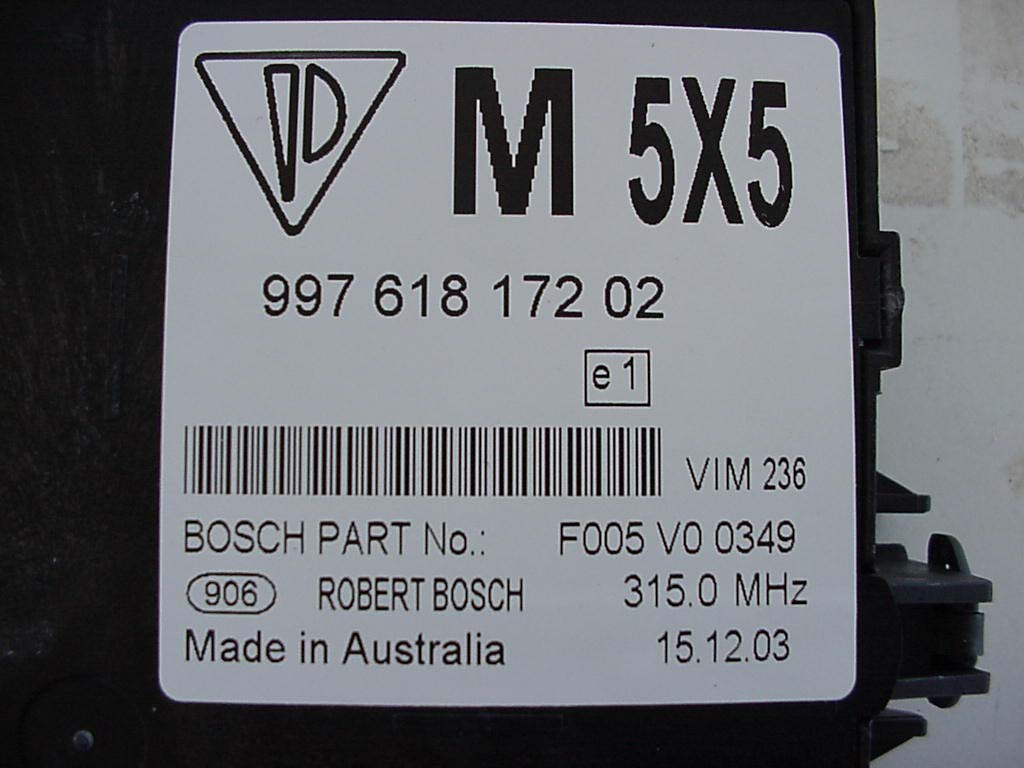 M 5X5
997 618 172 02
e 1
VIM 236
BOSCH PART No.: F005 V0 0349
906 ROBERT BOSCH 315.0 MHz
Made in Australia 15.12.03